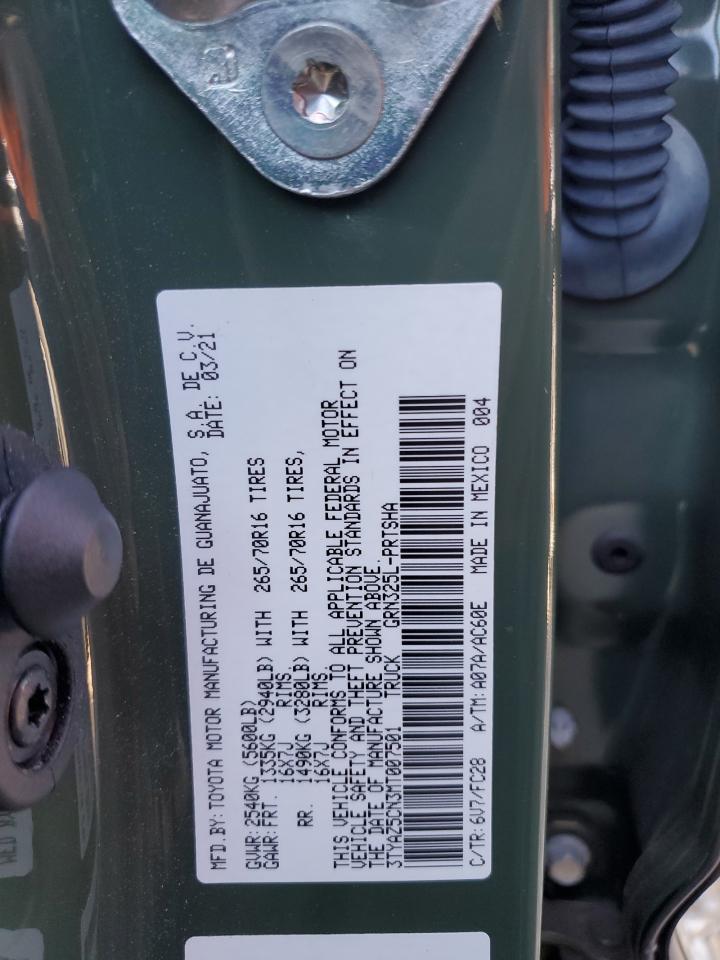 MFD.BY: TOYOTA MOTOR MANUFACTURING DE GUANAJUATO, S.A. DE C.V.
DATE: 03/21
GVWR: 2540KG (5600LB)
GAWR: FRT. 1335KG (2940LB) WITH 265/70R16 TIRES
16X7J RIMS
RR. 1490KG (3280LB) WITH 265/70R16 TIRES,
16X7J RIMS
THIS VEHICLE CONFORMS TO ALL APPLICABLE FEDERAL MOTOR
VEHICLE SAFETY AND THEFT PREVENTION STANDARDS IN EFFECT ON
THE DATE OF MANUFACTURE SHOWN ABOVE.
3TYAZ5CN3MT007501 TRUCK GRN325L-PRTSHA
C/TR: 6V7/FC28 A/TM: A07A/AC60E MADE IN MEXICO 004